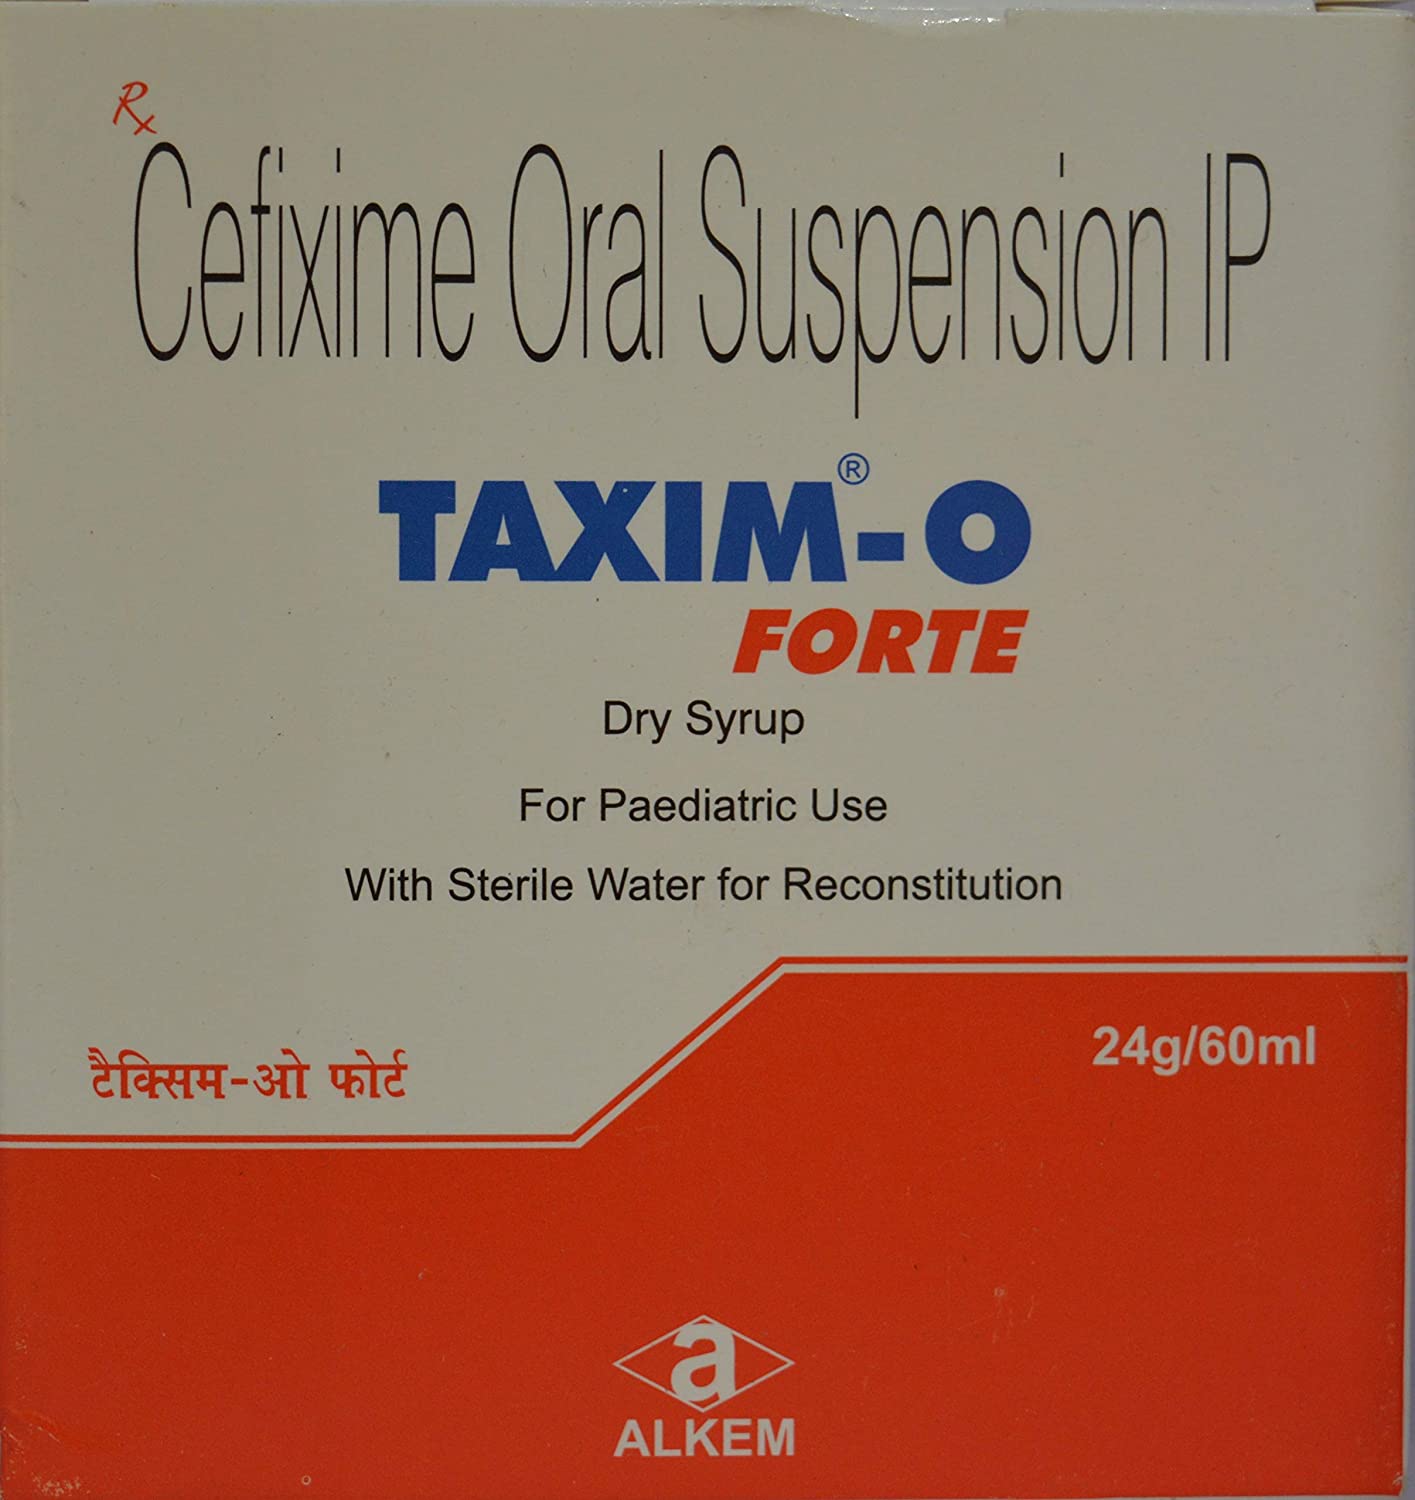 Rx
Cefixime Oral Suspension IP
TAXIM®-O
FORTE
Dry Syrup
For Paediatric Use
With Sterile Water for Reconstitution
24g/60ml
टैक्सिम-ओ फोर्ट
a
ALKEM